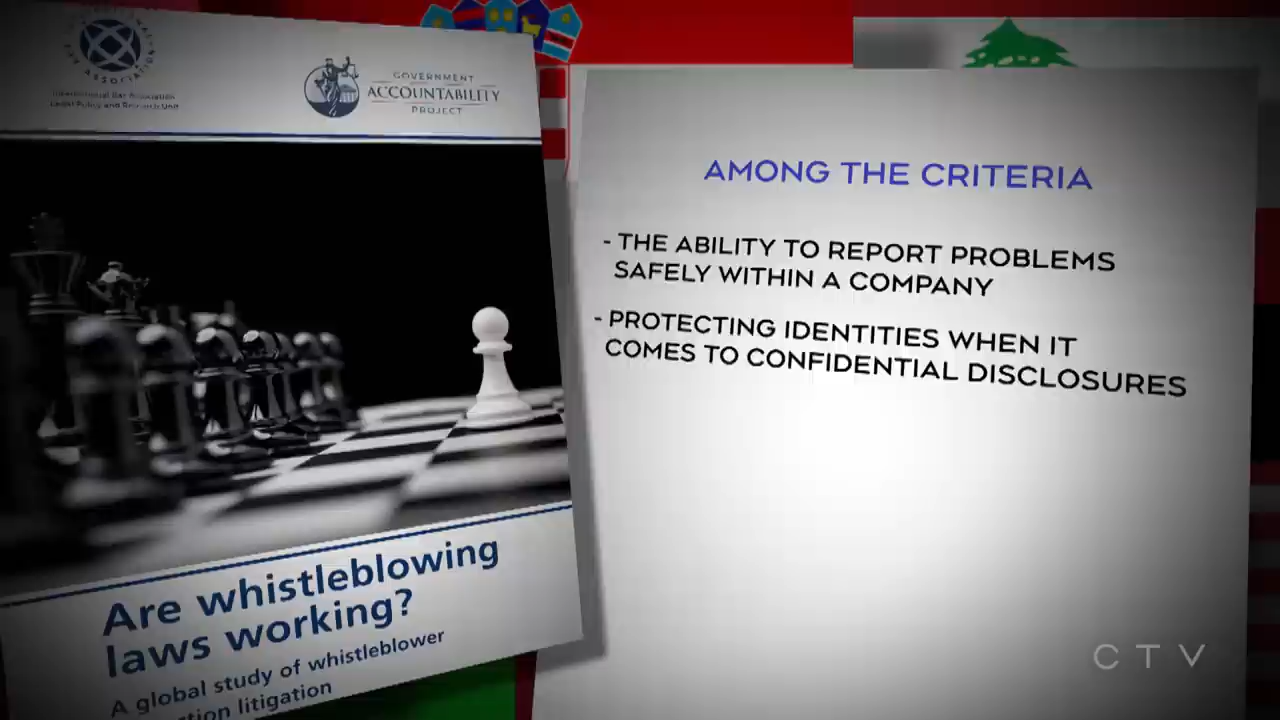 ASSOCIATION
International Bar Association
Legal Policy and Research Unit
GOVERNMENT
ACCOUNTABILITY
PROJECT
Are whistleblowing
laws working?
A global study of whistleblower
litigation
AMONG THE CRITERIA
- THE ABILITY TO REPORT PROBLEMS
SAFELY WITHIN A COMPANY
- PROTECTING IDENTITIES WHEN IT
COMES TO CONFIDENTIAL DISCLOSURES
CTV